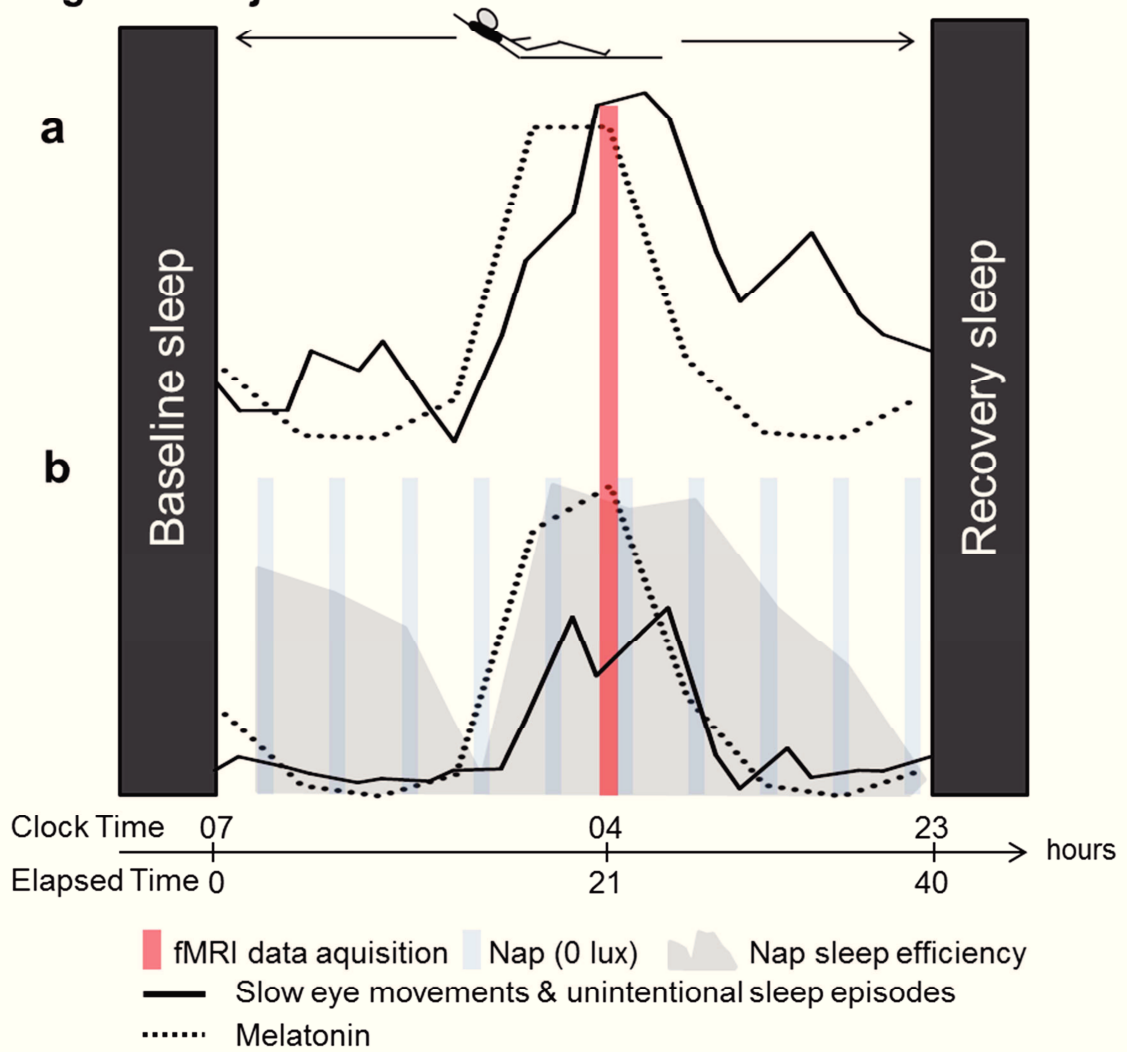 a
b
Baseline sleep
Recovery sleep
Clock Time 07 04 23
hours
Elapsed Time 0 21 40
fMRI data aquisition Nap (0 lux) Nap sleep efficiency
Slow eye movements & unintentional sleep episodes
Melatonin